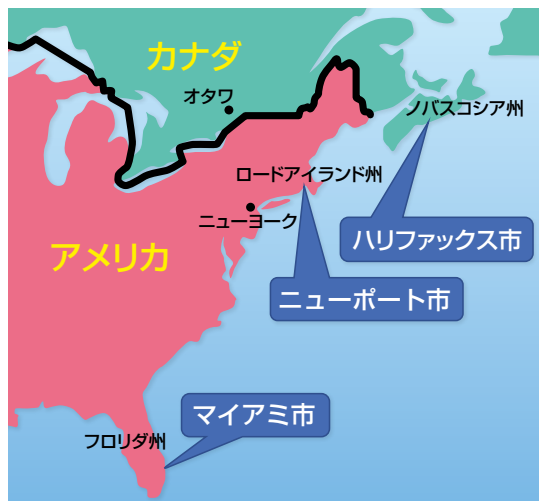 カナダ
オタワ
ノバスコシア州
ロードアイランド州
ニューヨーク
ハリファックス市
アメリカ
ニューポート市
マイアミ市
フロリダ州